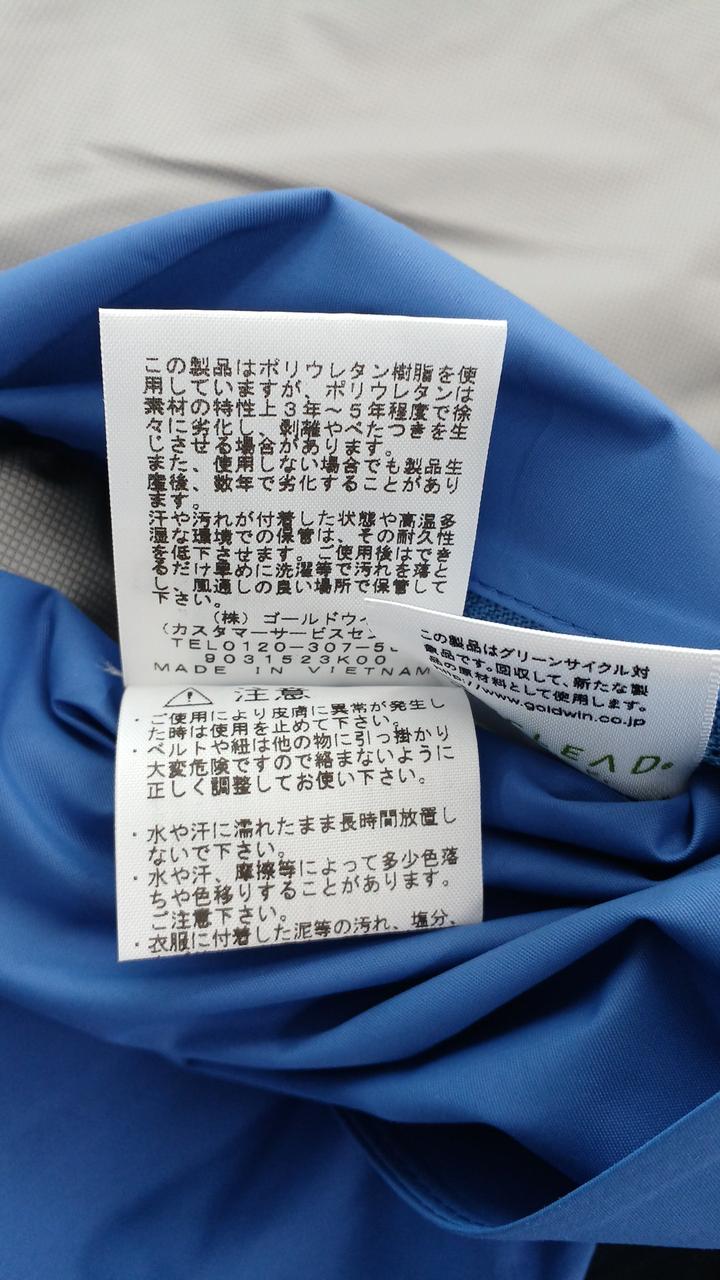 この製品はポリウレタン樹脂を使
用していますが、ポリウレタンは
素材の特性上3年〜5年程度で徐
々に劣化し、剥離やべたつきを生
じさせる場合があります。
また、使用しない場合でも製品生
産後、数年で劣化することがあり
ます。
汗や汚れが付着した状態や高温多
湿な環境での保管は、その耐久性
を低下させます。ご使用後はでき
るだけ早めに洗濯等で汚れを落と
し、風通しの良い場所で保管して
下さい。
(株)ゴールドウ
(カスタマーサービスセ
TEL0120-307-5
9031523K00
MADE IN VIETNAM
注意
・ご使用により皮膚に異常が発生し
た時は使用を止めて下さい。
・ベルトや紐は他の物に引っ掛かり
大変危険ですので絡まないように
正しく調整してお使い下さい。
・水や汗に濡れたまま長時間放置し
ないで下さい。
・水や汗、摩擦等によって多少色落
ちや色移りすることがあります。
ご注意下さい。
・衣服に付着した泥等の汚れ、塩分、
この製品はグリーンサイクル対
象品です。回収して、新たな製
品の原材料として使用します。
http://www.goldwin.co.jp
LEAD